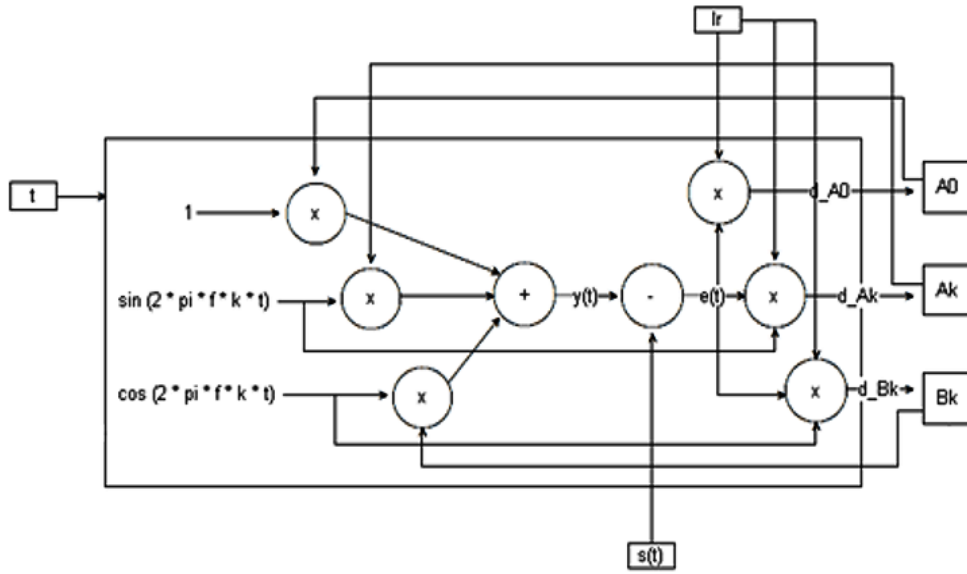 lr
t
A0
1
x
x
d_A0
sin (2 * pi * f * k * t)
x
+
y(t)
-
e(t)
x
d_Ak
Ak
cos (2 * pi * f * k * t)
x
x
d_Bk
Bk
s(t)